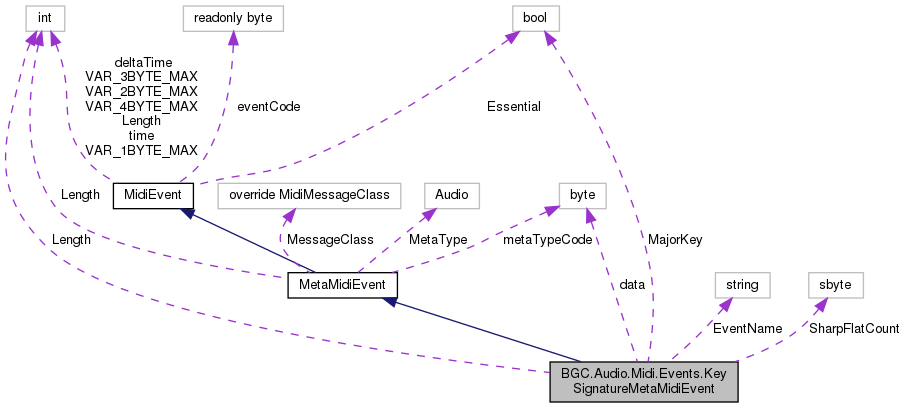 int
readonly byte
bool
deltaTime
VAR_3BYTE_MAX
VAR_2BYTE_MAX
VAR_4BYTE_MAX
Length
time
VAR_1BYTE_MAX
eventCode
Essential
MidiEvent
override MidiMessageClass
Audio
byte
Length
Length
MessageClass
MetaType
metaTypeCode
MajorKey
MetaMidiEvent
data
string
sbyte
EventName
SharpFlatCount
BGC.Audio.Midi.Events.Key
SignatureMetaMidiEvent